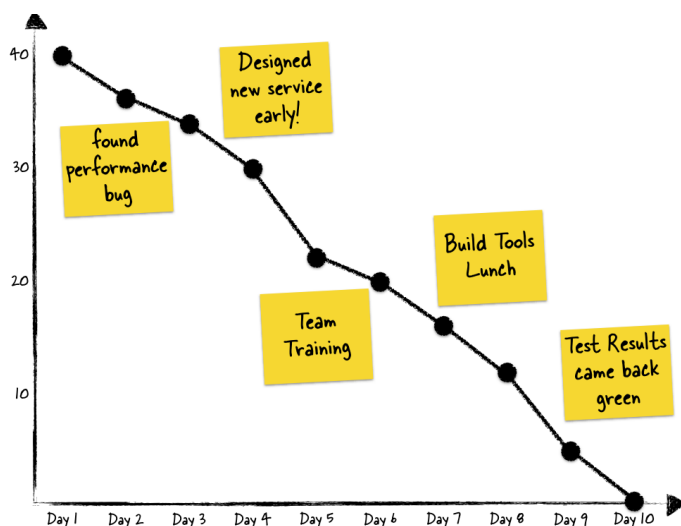 40
Designed
new service
early!
found
performance
bug
30
Build Tools
Lunch
20
Team
Training
Test Results
came back
green
10
Day 1 Day 2 Day 3 Day 4 Day 5 Day 6 Day 7 Day 8 Day 9 Day 10